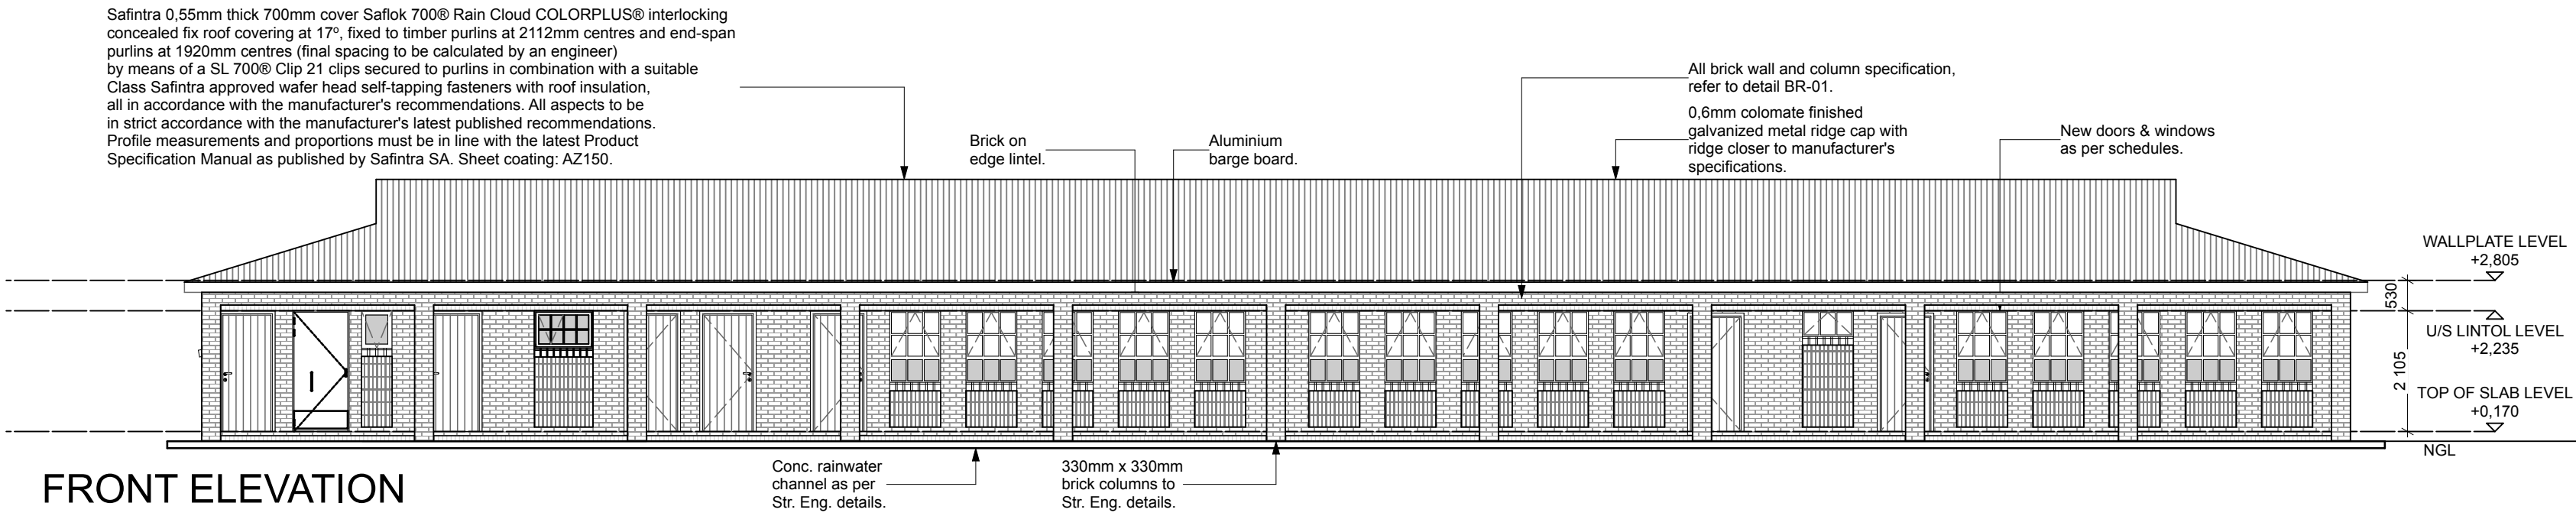 Safintra 0,55mm thick 700mm cover Saflok 700® Rain Cloud COLORPLUS® interlocking
concealed fix roof covering at 17º, fixed to timber purlins at 2112mm centres and end-span
purlins at 1920mm centres (final spacing to be calculated by an engineer)
by means of a SL 700® Clip 21 clips secured to purlins in combination with a suitable
Class Safintra approved wafer head self-tapping fasteners with roof insulation,
all in accordance with the manufacturer's recommendations. All aspects to be
in strict accordance with the manufacturer's latest published recommendations.
Profile measurements and proportions must be in line with the latest Product
Specification Manual as published by Safintra SA. Sheet coating: AZ150.
Brick on
edge lintel.
Aluminium
barge board.
All brick wall and column specification,
refer to detail BR-01.
0,6mm colomate finished
galvanized metal ridge cap with
ridge closer to manufacturer's
specifications.
New doors & windows
as per schedules.
WALLPLATE LEVEL
+2,805
530
U/S LINTOL LEVEL
+2,235
2 105
TOP OF SLAB LEVEL
+0,170
NGL
Conc. rainwater
channel as per
Str. Eng. details.
330mm x 330mm
brick columns to
Str. Eng. details.
FRONT ELEVATION